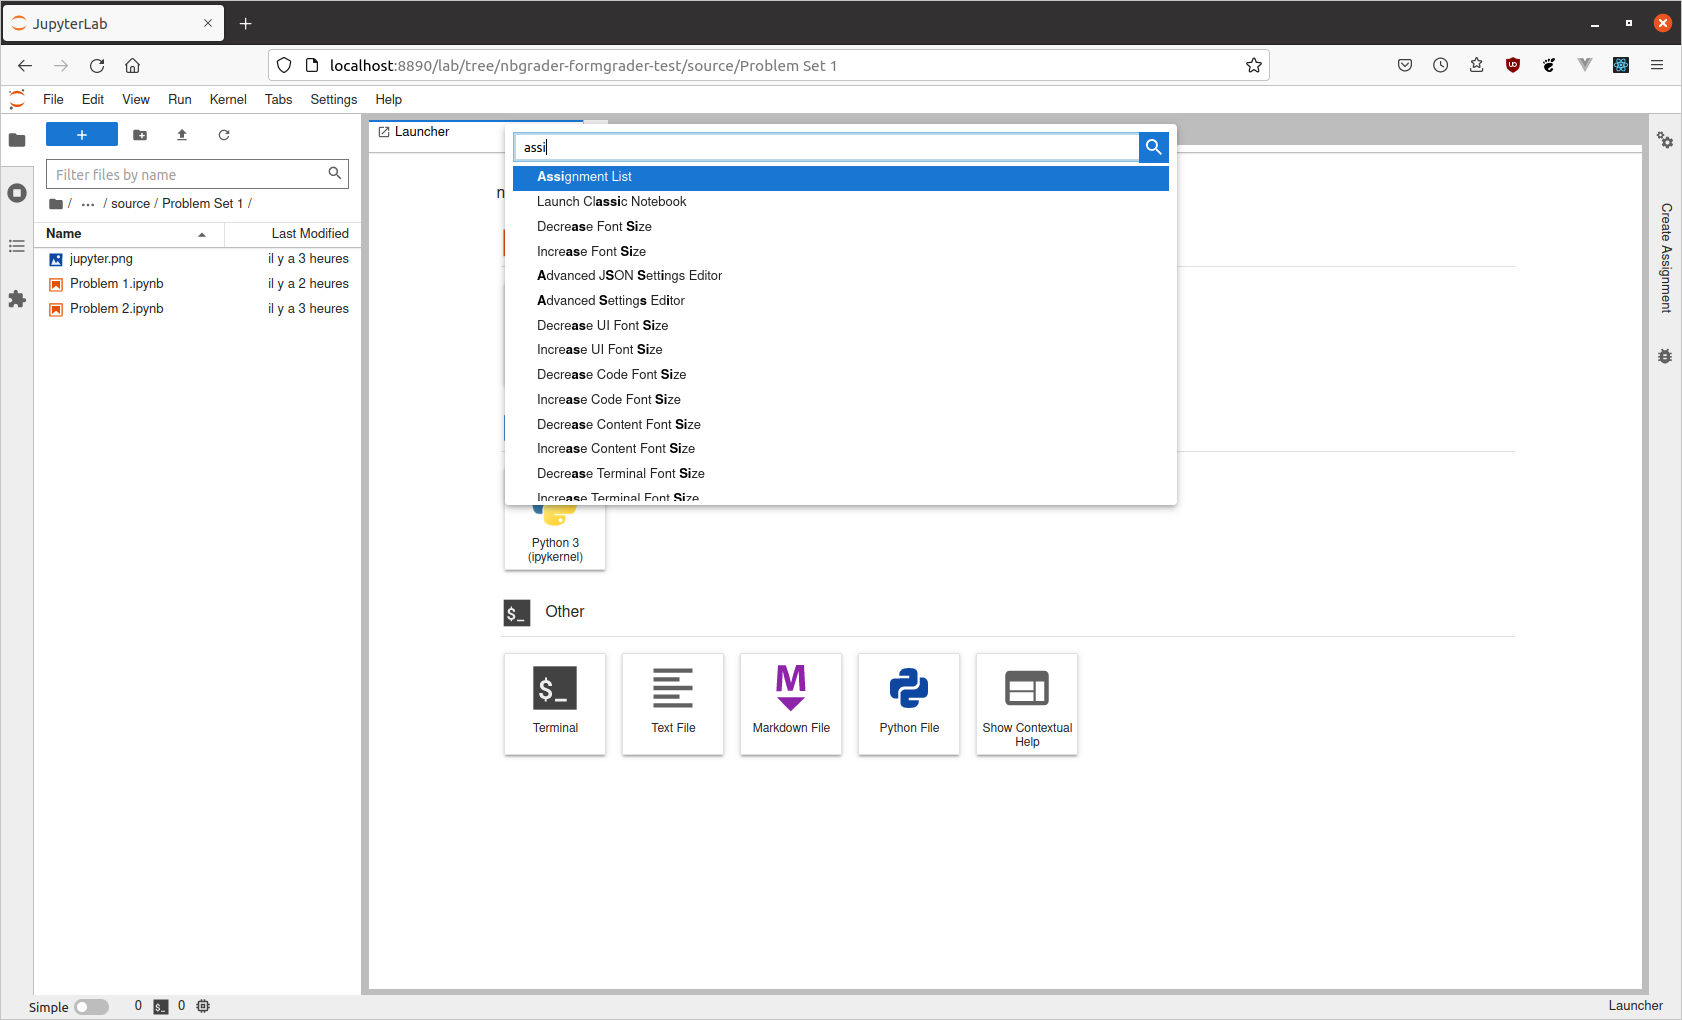 JupyterLab
localhost:8890/lab/tree/nbgrader-formgrader-test/source/Problem Set 1
File Edit View Run Kernel Tabs Settings Help
Filter files by name
/ ··· / source / Problem Set 1 /
Name Last Modified
jupyter.png il y a 3 heures
Problem 1.ipynb il y a 2 heures
Problem 2.ipynb il y a 3 heures
Launcher
assi
Assignment List
Launch Classic Notebook
Decrease Font Size
Increase Font Size
Advanced JSON Settings Editor
Advanced Settings Editor
Decrease UI Font Size
Increase UI Font Size
Decrease Code Font Size
Increase Code Font Size
Decrease Content Font Size
Increase Content Font Size
Decrease Terminal Font Size
Increase Terminal Font Size
n
Python 3
(ipykernel)
$_ Other
$_
Terminal
Text File
M
Markdown File
Python File
Show Contextual
Help
Create Assignment
Simple 0 $_ 0
Launcher